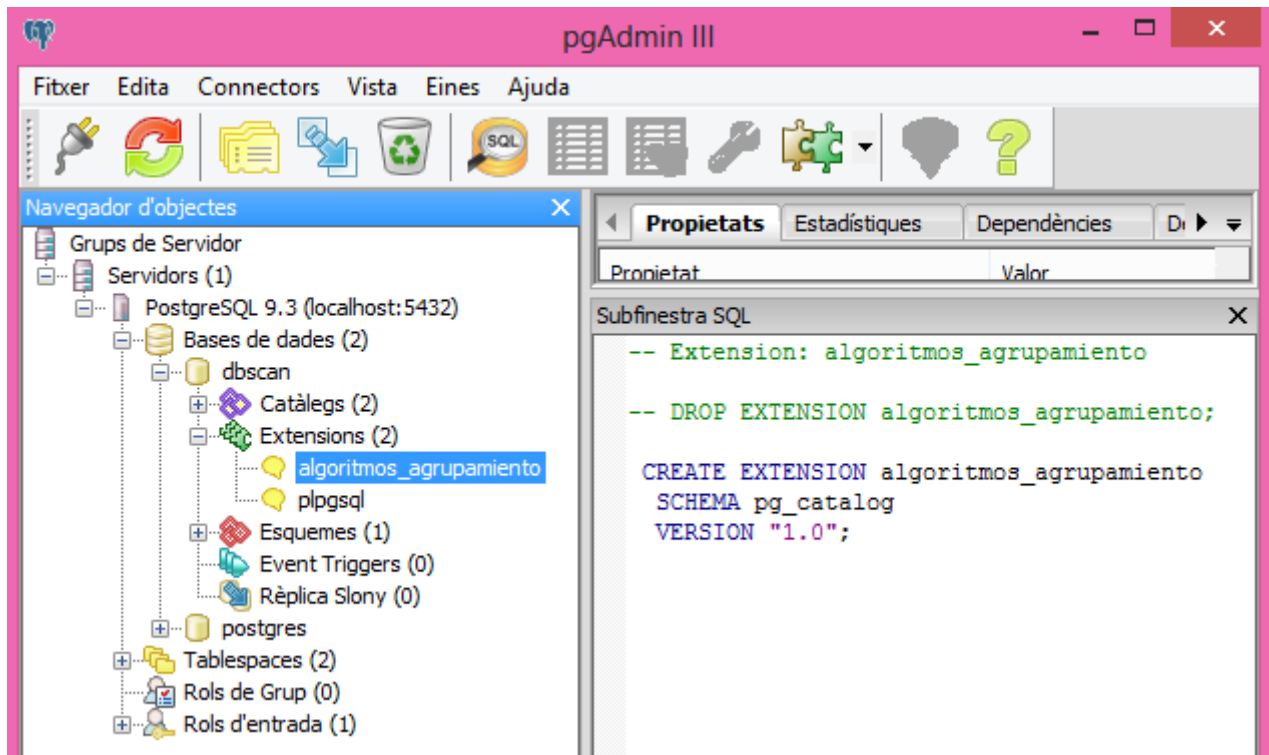 pgAdmin III
Fitxer Edita Connectors Vista Eines Ajuda
SQL
Navegador d'objectes
Grups de Servidor
Servidors (1)
PostgreSQL 9.3 (localhost:5432)
Bases de dades (2)
dbscan
Catàlegs (2)
Extensions (2)
algoritmos_agrupamiento
plpgsql
Esquemes (1)
Event Triggers (0)
Rèplica Slony (0)
postgres
Tablespaces (2)
Rols de Grup (0)
Rols d'entrada (1)
Propietats Estadístiques Dependències
Propietat Valor
Subfinestra SQL
-- Extension: algoritmos_agrupamiento
-- DROP EXTENSION algoritmos_agrupamiento;
CREATE EXTENSION algoritmos_agrupamiento
SCHEMA pg_catalog
VERSION "1.0";